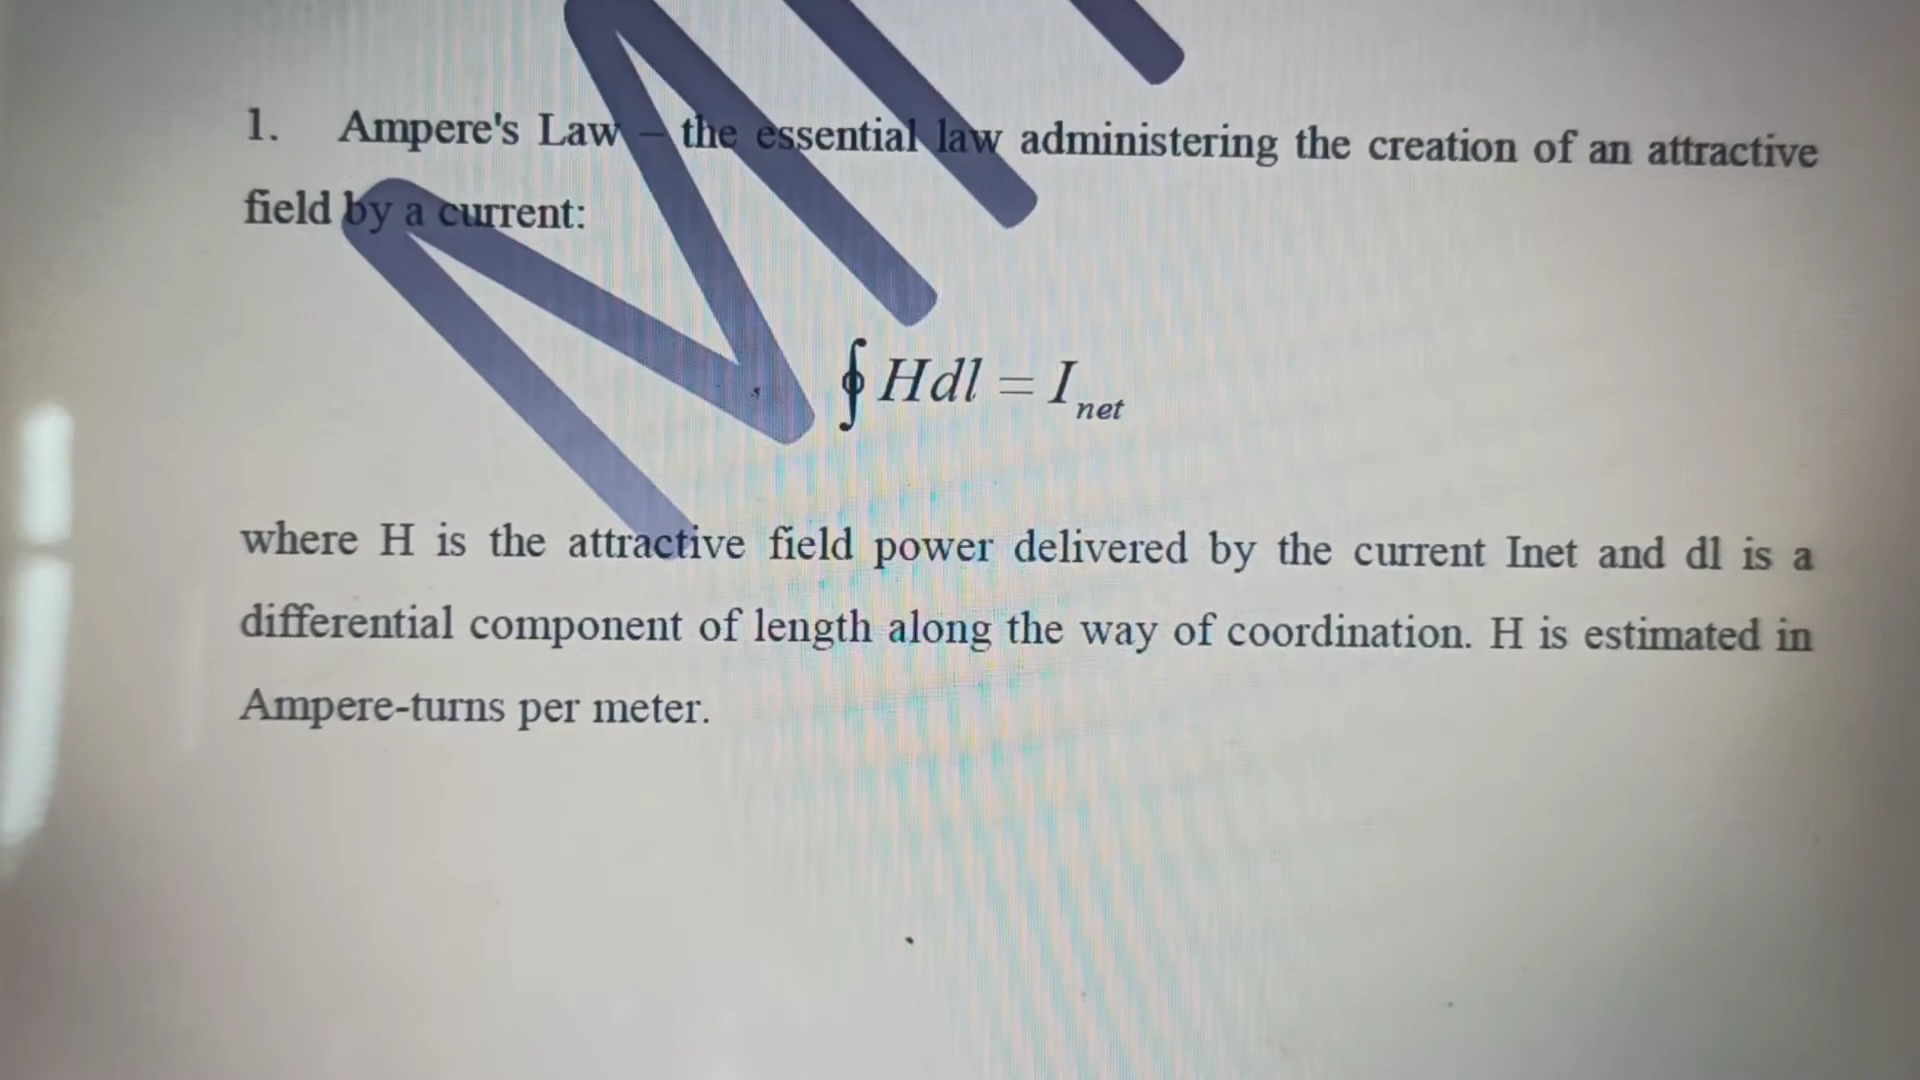 1. Ampere's Law – the essential law administering the creation of an attractive
field by a current:
∮ Hdl = I_net
where H is the attractive field power delivered by the current Inet and dl is a
differential component of length along the way of coordination. H is estimated in
Ampere-turns per meter.